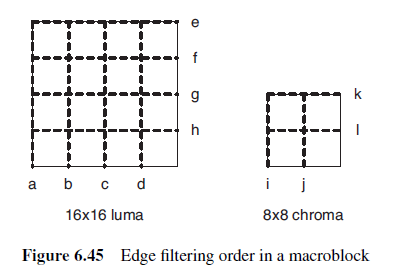 e
f
g
h
a b c d
k
l
i j
16x16 luma
8x8 chroma
Figure 6.45 Edge filtering order in a macroblock